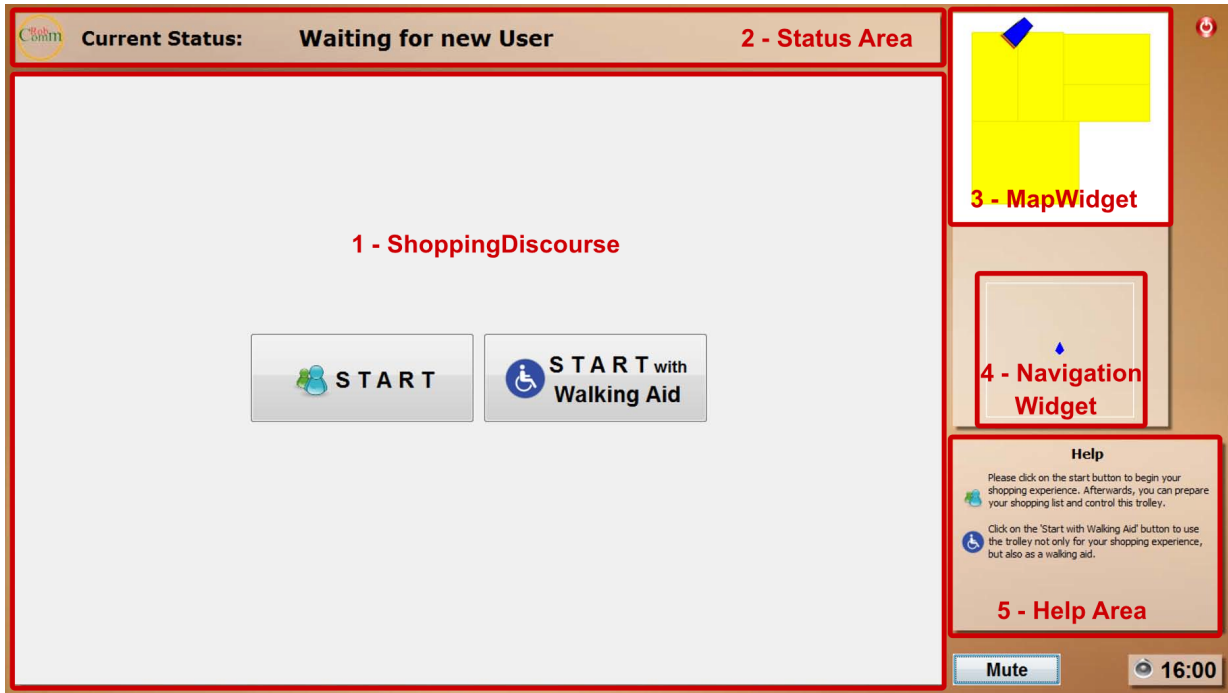 RobComm
Current Status: Waiting for new User
2 - Status Area
1 - ShoppingDiscourse
S T A R T
S T A R T with
Walking Aid
3 - MapWidget
4 - Navigation
Widget
Help
Please click on the start button to begin your
shopping experience. Afterwards, you can prepare
your shopping list and control this trolley.
Click on the 'Start with Walking Aid' button to use
the trolley not only for your shopping experience,
but also as a walking aid.
5 - Help Area
Mute
16:00